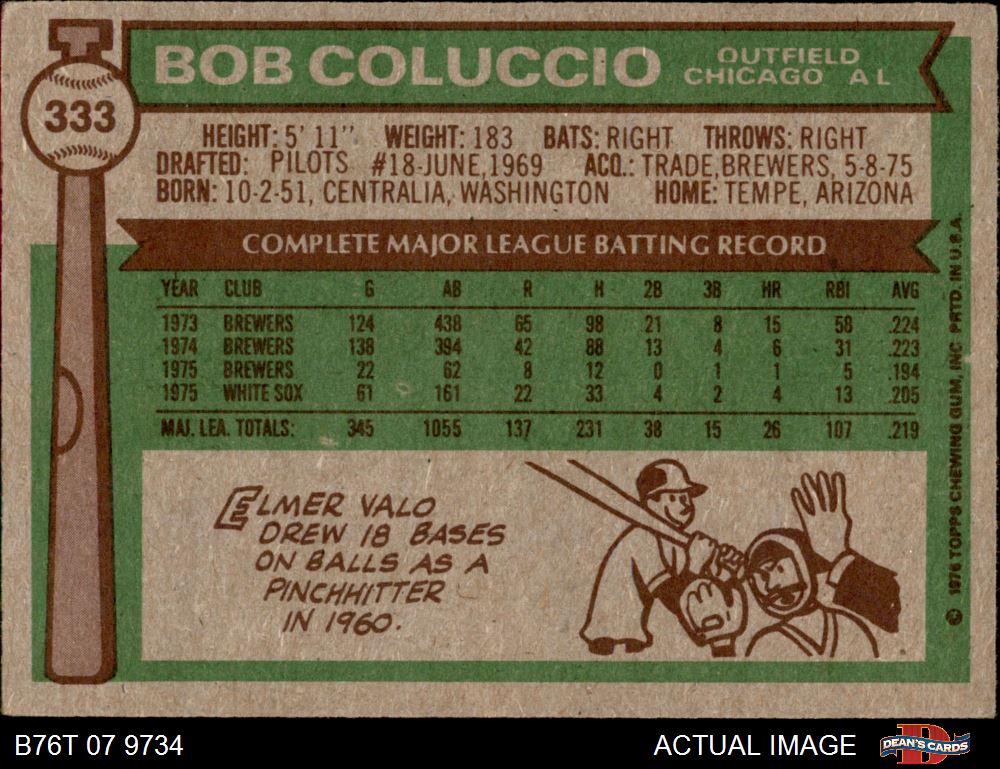 333
BOB COLUCCIO
OUTFIELD
CHICAGO A L
HEIGHT: 5' 11". WEIGHT: 183 BATS: RIGHT THROWS: RIGHT
DRAFTED: PILOTS #18-JUNE,1969 ACQ.: TRADE,BREWERS, 5-8-75
BORN: 10-2-51, CENTRALIA, WASHINGTON HOME: TEMPE, ARIZONA
COMPLETE MAJOR LEAGUE BATTING RECORD
YEAR CLUB G AB R H 2B 3B HR RBI AVG
1973 BREWERS 124 438 65 98 21 8 15 58 .224
1974 BREWERS 138 394 42 88 13 4 6 31 .223
1975 BREWERS 22 62 8 12 0 1 1 5 .194
1975 WHITE SOX 61 161 22 33 4 2 4 13 .205
MAJ. LEA. TOTALS: 345 1055 137 231 38 15 26 107 .219
ELMER VALO
DREW 18 BASES
ON BALLS AS A
PINCHHITTER
IN 1960.
© 1976 TOPPS CHEWING GUM, INC PRTD. IN U.S.A.
B76T 07 9734
ACTUAL IMAGE
D
DEAN'S CARDS